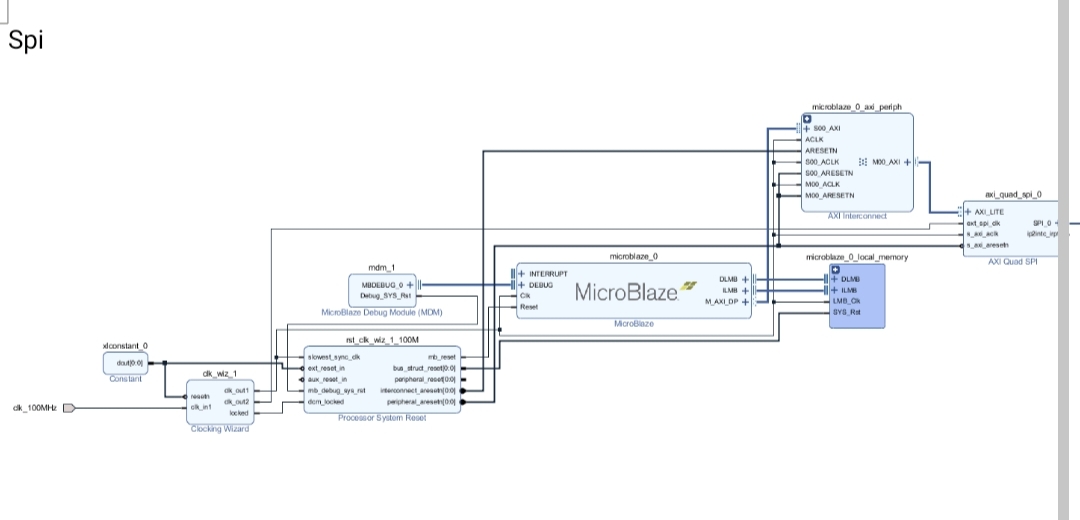 Spi
microblaze_0_axi_periph
S00_AXI
ACLK
ARESETN
S00_ACLK
M00_AXI
S00_ARESETN
M00_ACLK
M00_ARESETN
AXI Interconnect
axi_quad_spi_0
AXI_LITE
ext_spi_clk
SPI_0
s_axi_aclk
s_axi_aresetn
AXI Quad SPI
microblaze_0
INTERRUPT
DEBUG
Clk
Reset
MicroBlaze
DLMB
ILMB
M_AXI_DP
MicroBlaze
microblaze_0_local_memory
DLMB
ILMB
LMB_Clk
SYS_Rst
mdm_1
MBDEBUG_0
Debug_SYS_Rst
MicroBlaze Debug Module (MDM)
rst_clk_wiz_1_100M
slowest_sync_clk
mb_reset
ext_reset_in
bus_struct_reset[0:0]
aux_reset_in
peripheral_reset[0:0]
mb_debug_sys_rst
interconnect_aresetn[0:0]
dcm_locked
peripheral_aresetn[0:0]
Processor System Reset
xlconstant_0
dout[0:0]
Constant
clk_wiz_1
resetn
clk_out1
clk_in1
clk_out2
locked
Clocking Wizard
clk_100MHz